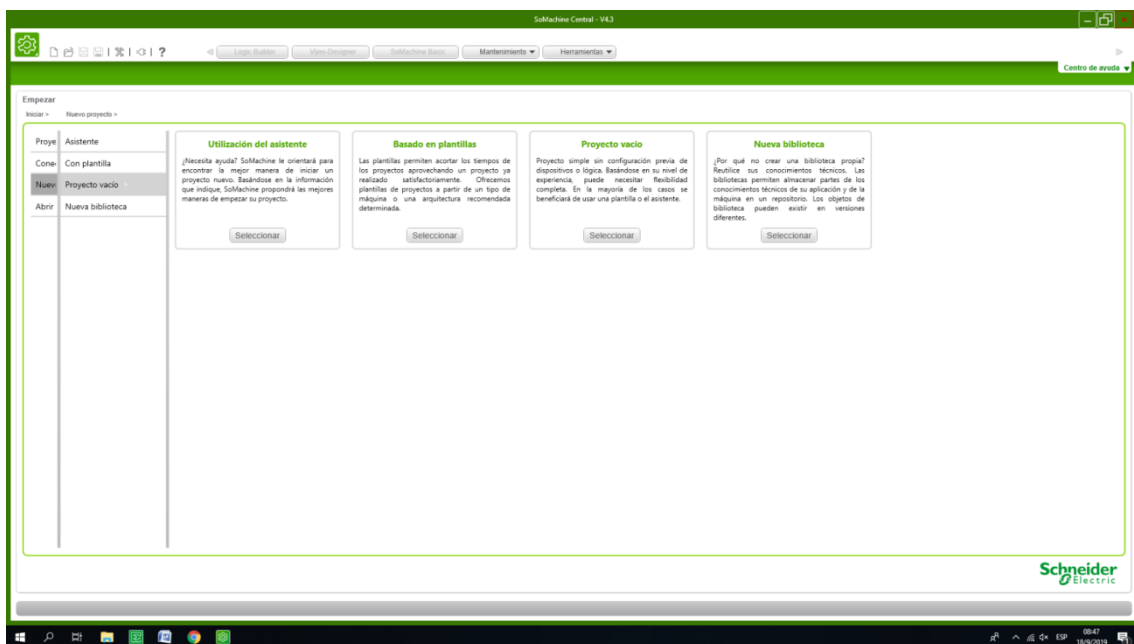 SoMachine Central - V4.3
Logic Builder
Vijeo-Designer
SoMachine Basic
Mantenimiento
Herramientas
Centro de ayuda
Empezar
Iniciar >
Nuevo proyecto >
Proye
Cone
Nuev
Abrir
Asistente
Con plantilla
Proyecto vacío
Nueva biblioteca
Utilización del asistente
¿Necesita ayuda? SoMachine le orientará para
encontrar la mejor manera de iniciar un
proyecto nuevo. Basándose en la información
que indique, SoMachine propondrá las mejores
maneras de empezar su proyecto.
Seleccionar
Basado en plantillas
Las plantillas permiten acortar los tiempos de
los proyectos aprovechando un proyecto ya
realizado satisfactoriamente. Ofrecemos
plantillas de proyectos a partir de un tipo de
máquina o una arquitectura recomendada
determinada.
Seleccionar
Proyecto vacío
Proyecto simple sin configuración previa de
dispositivos o lógica. Basándose en su nivel de
experiencia, puede necesitar flexibilidad
completa. En la mayoría de los casos se
beneficiará de usar una plantilla o el asistente.
Seleccionar
Nueva biblioteca
¿Por qué no crear una biblioteca propia?
Reutilice sus conocimientos técnicos. Las
bibliotecas permiten almacenar partes de los
conocimientos técnicos de su aplicación y de la
máquina en un repositorio. Los objetos de
biblioteca pueden existir en versiones
diferentes.
Seleccionar
Schneider
Electric
ESP
08:47
18/9/2019